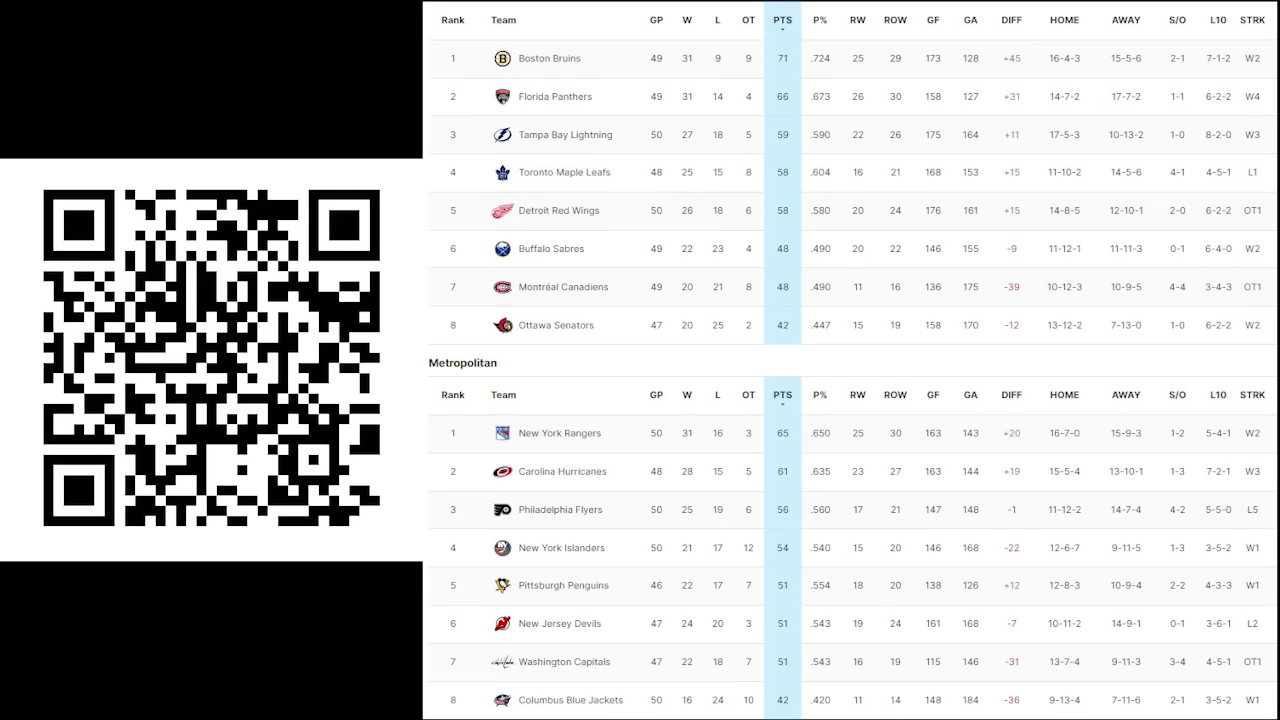 Rank Team GP W L OT PTS P% RW ROW GF GA DIFF HOME AWAY S/O L10 STRK
1 Boston Bruins 49 31 9 9 71 .724 25 29 173 128 +45 16-4-3 15-5-6 2-1 7-1-2 W2
2 Florida Panthers 49 31 14 4 66 .673 26 30 158 127 +31 14-7-2 17-7-2 1-1 6-2-2 W4
3 Tampa Bay Lightning 50 27 18 5 59 .590 22 26 175 164 +11 17-5-3 10-13-2 1-0 8-2-0 W3
4 Toronto Maple Leafs 48 25 15 8 58 .604 16 21 168 153 +15 11-10-2 14-5-6 4-1 4-5-1 L1
5 Detroit Red Wings 50 26 18 6 58 .580 20 24 176 161 +15 14-8-5 12-10-1 2-0 6-2-2 OT1
6 Buffalo Sabres 49 22 23 4 48 .490 20 22 146 155 -9 11-12-1 11-11-3 0-1 6-4-0 W2
7 Montréal Canadiens 49 20 21 8 48 .490 11 16 136 175 -39 10-12-3 10-9-5 4-4 3-4-3 OT1
8 Ottawa Senators 47 20 25 2 42 .447 15 19 158 170 -12 13-12-2 7-13-0 1-0 6-2-2 W2
Metropolitan
Rank Team GP W L OT PTS P% RW ROW GF GA DIFF HOME AWAY S/O L10 STRK
1 New York Rangers 50 31 16 3 65 .650 25 30 163 143 +20 16-7-0 15-9-3 1-2 5-4-1 W2
2 Carolina Hurricanes 48 28 15 5 61 .635 23 27 163 144 +19 15-5-4 13-10-1 1-3 7-2-1 W3
3 Philadelphia Flyers 50 25 19 6 56 .560 17 21 147 148 -1 11-12-2 14-7-4 4-2 5-5-0 L5
4 New York Islanders 50 21 17 12 54 .540 15 20 146 168 -22 12-6-7 9-11-5 1-3 3-5-2 W1
5 Pittsburgh Penguins 46 22 17 7 51 .554 18 20 138 126 +12 12-8-3 10-9-4 2-2 4-3-3 W1
6 New Jersey Devils 47 24 20 3 51 .543 19 24 161 168 -7 10-11-2 14-9-1 0-1 3-6-1 L2
7 Washington Capitals 47 22 18 7 51 .543 16 19 115 146 -31 13-7-4 9-11-3 3-4 4-5-1 OT1
8 Columbus Blue Jackets 50 16 24 10 42 .420 11 14 148 184 -36 9-13-4 7-11-6 2-1 3-5-2 W1